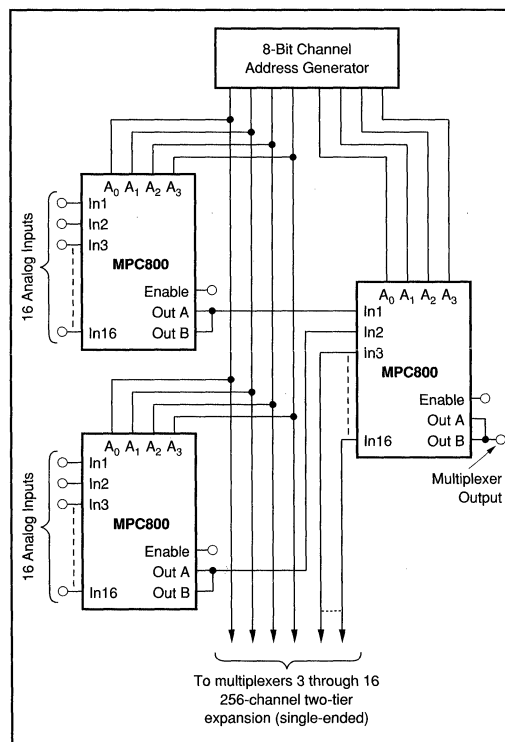 8-Bit Channel
Address Generator
A0 A1 A2 A3
In1
In2
In3
MPC800
Enable
Out A
In16 Out B
16 Analog Inputs
A0 A1 A2 A3
In1
In2
In3
MPC800
Enable
Out A
In16 Out B
Multiplexer
Output
A0 A1 A2 A3
In1
In2
In3
MPC800
Enable
Out A
In16 Out B
16 Analog Inputs
To multiplexers 3 through 16
256-channel two-tier
expansion (single-ended)